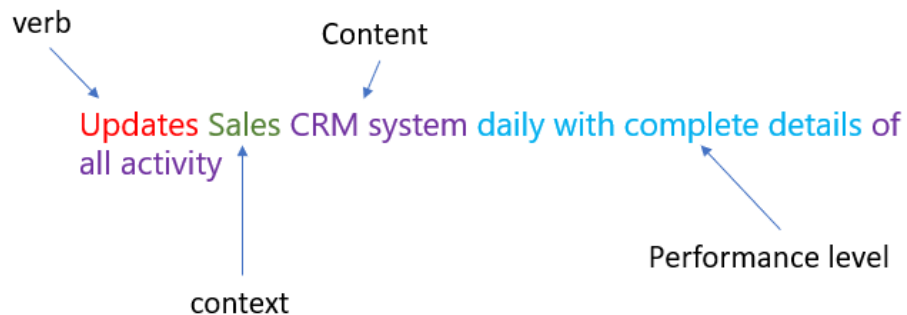 verb
Content
Updates Sales CRM system daily with complete details of
all activity
Performance level
context